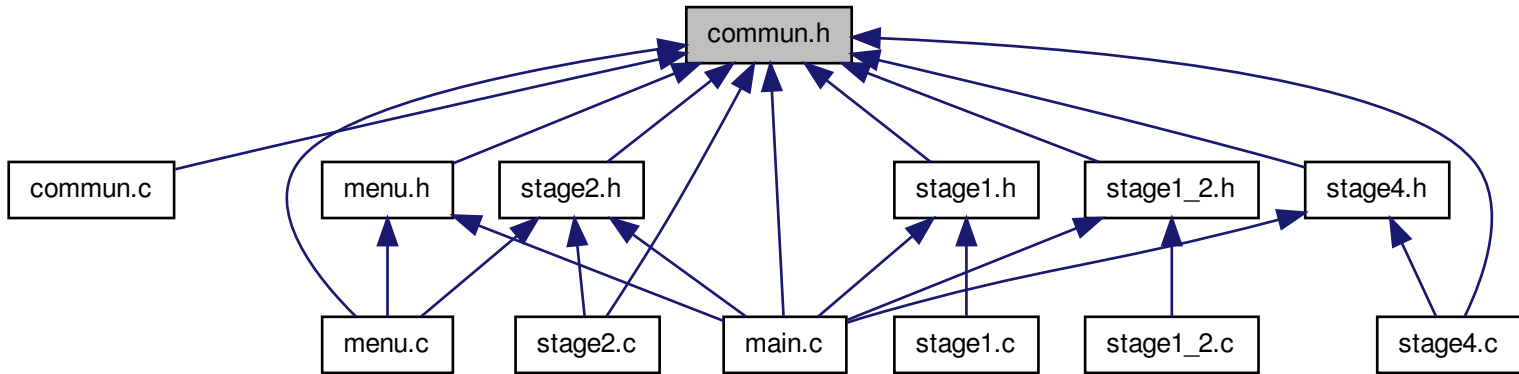 commun.h
commun.c
menu.h
stage2.h
stage1.h
stage1_2.h
stage4.h
menu.c
stage2.c
main.c
stage1.c
stage1_2.c
stage4.c